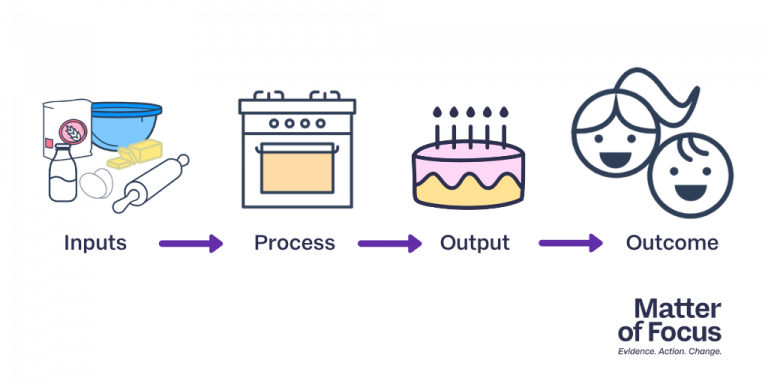 Inputs
Process
Output
Outcome
Matter
of Focus
Evidence. Action. Change.